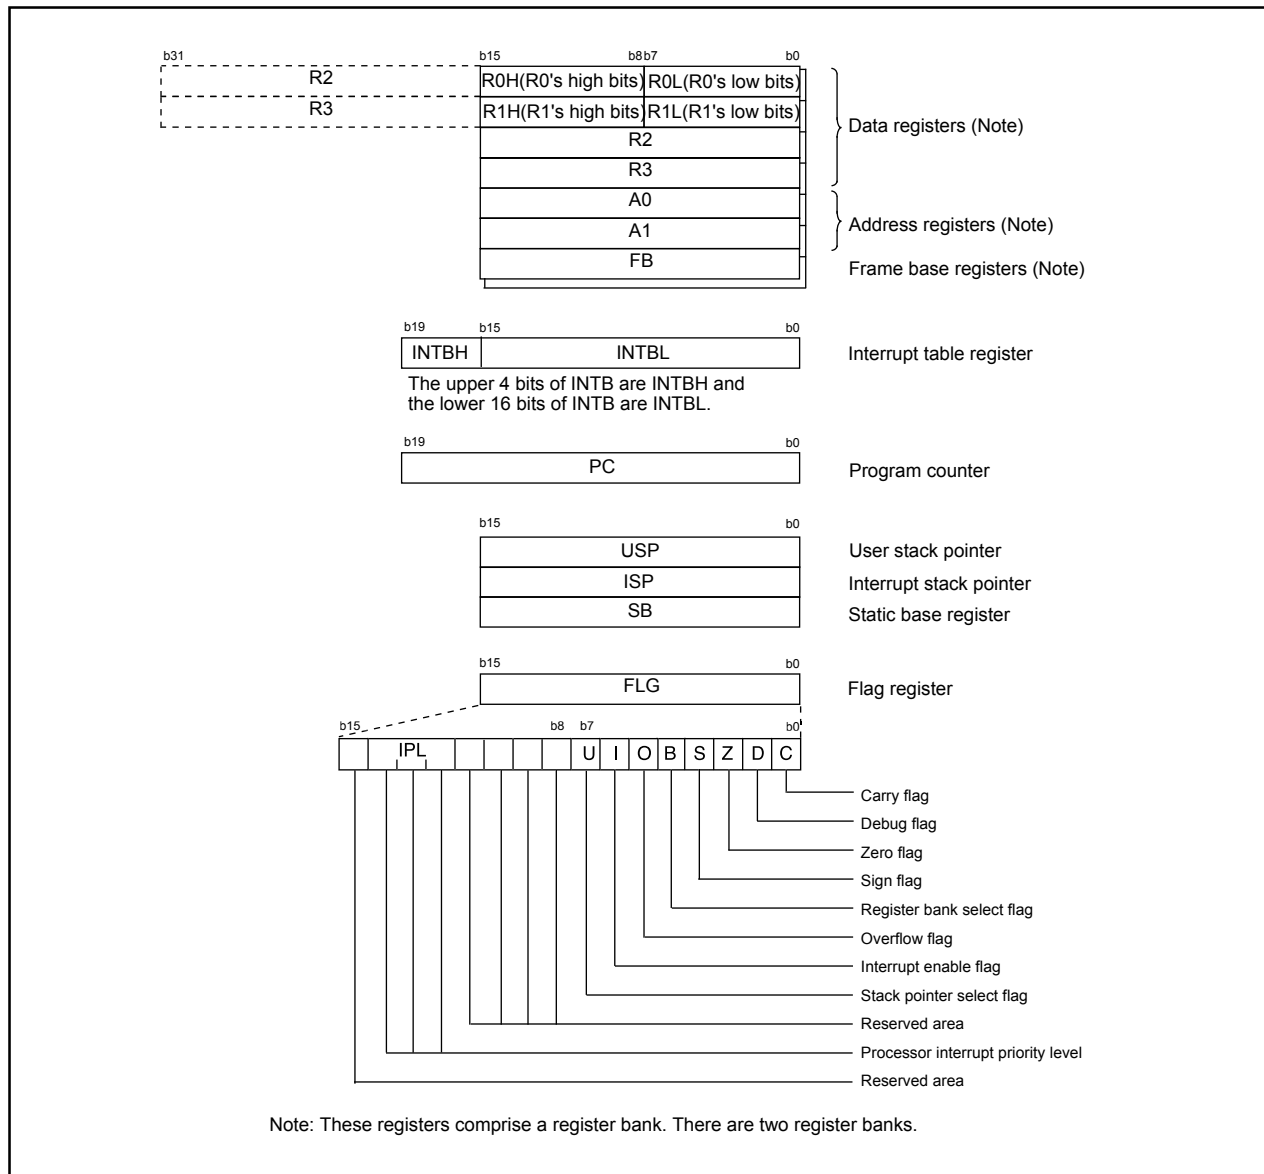 b31 b15 b8 b7 b0
R2 R0H(R0's high bits) R0L(R0's low bits)
R3 R1H(R1's high bits) R1L(R1's low bits)
Data registers (Note)
R2
R3
A0
A1
Address registers (Note)
FB
Frame base registers (Note)
b19 b15 b0
INTBH INTBL Interrupt table register
The upper 4 bits of INTB are INTBH and
the lower 16 bits of INTB are INTBL.
b19 b0
PC Program counter
b15 b0
USP User stack pointer
ISP Interrupt stack pointer
SB Static base register
b15 b0
FLG Flag register
b15 b8 b7 b0
IPL U I O B S Z D C
Carry flag
Debug flag
Zero flag
Sign flag
Register bank select flag
Overflow flag
Interrupt enable flag
Stack pointer select flag
Reserved area
Processor interrupt priority level
Reserved area
Note: These registers comprise a register bank. There are two register banks.